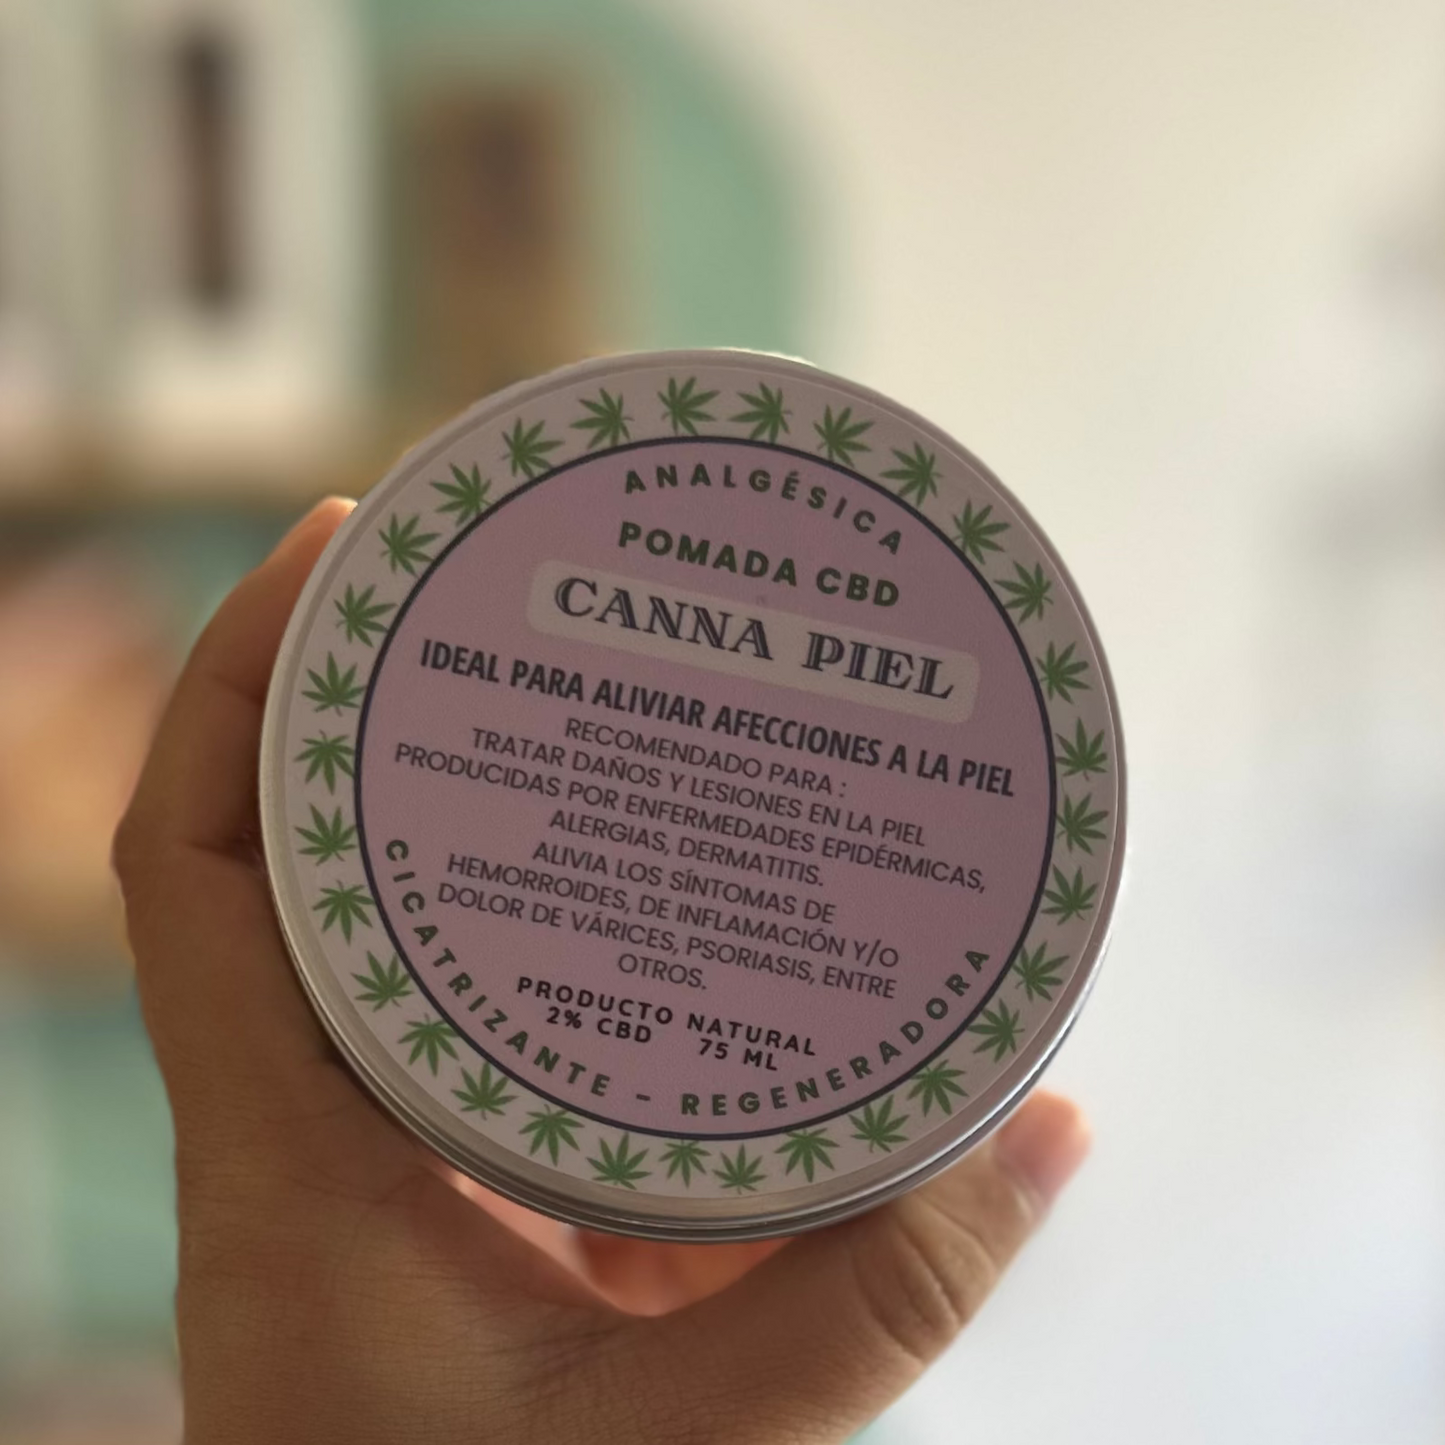 ANALGÉSICA
POMADA CBD
CANNA PIEL
IDEAL PARA ALIVIAR AFECCIONES A LA PIEL
RECOMENDADO PARA :
TRATAR DAÑOS Y LESIONES EN LA PIEL
PRODUCIDAS POR ENFERMEDADES EPIDÉRMICAS,
ALERGIAS, DERMATITIS.
ALIVIA LOS SÍNTOMAS DE
HEMORROIDES, DE INFLAMACIÓN Y/O
DOLOR DE VÁRICES, PSORIASIS, ENTRE
OTROS.
PRODUCTO NATURAL
2% CBD 75 ML
CICATRIZANTE - REGENERADORA